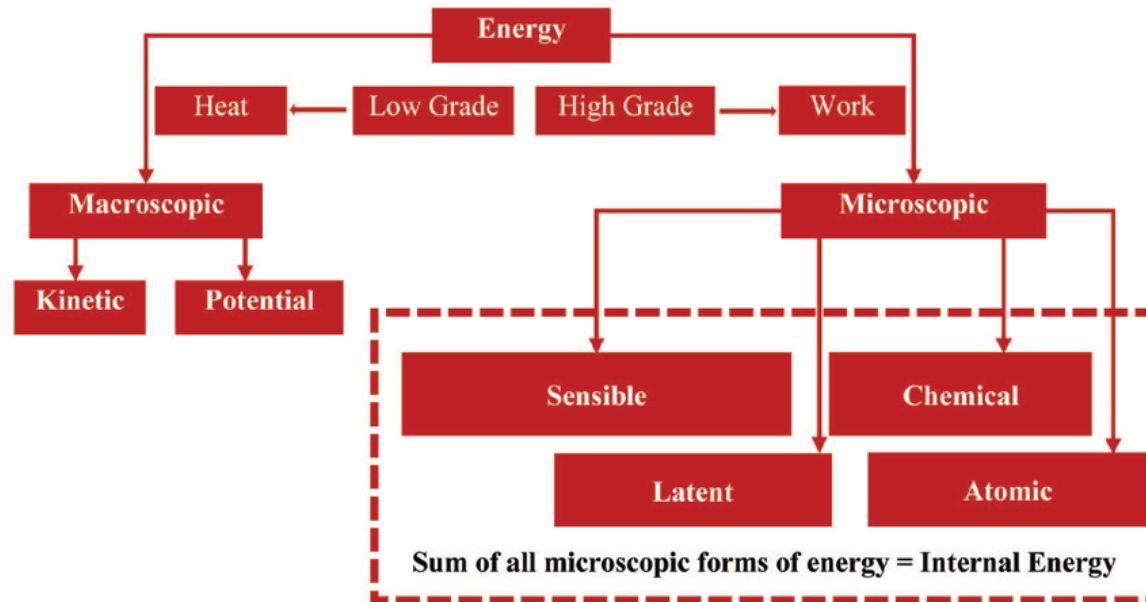 Energy
Heat
Low Grade
High Grade
Work
Macroscopic
Microscopic
Kinetic
Potential
Sensible
Chemical
Latent
Atomic
Sum of all microscopic forms of energy = Internal Energy